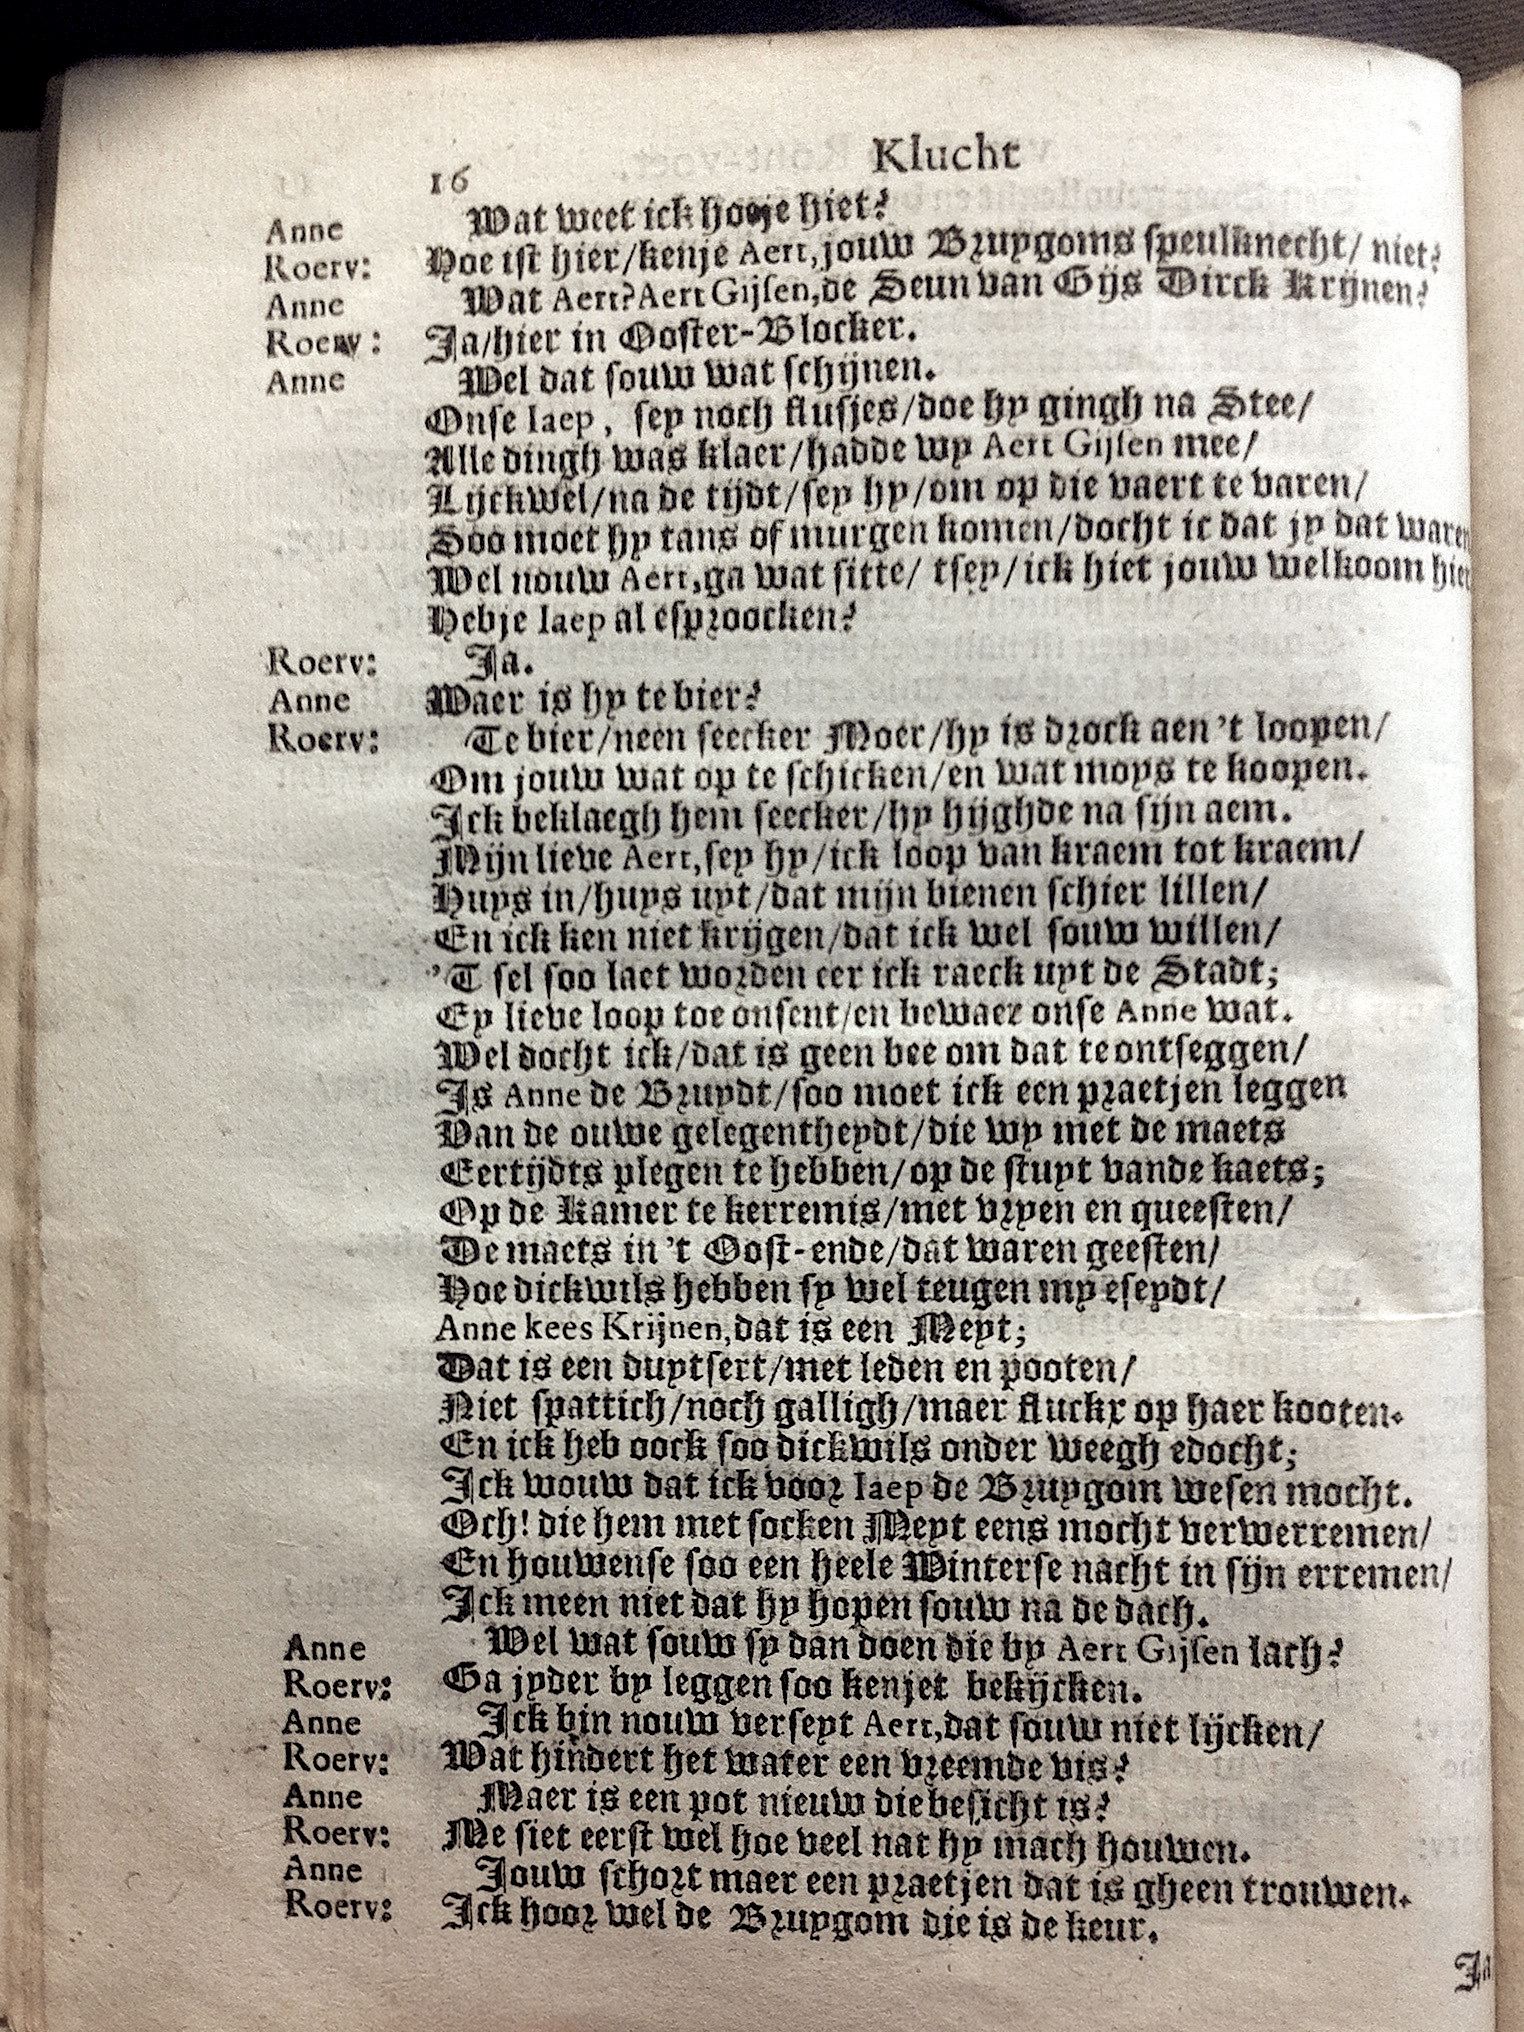 16 Klucht
Anne Wat weet ick hoeje hiet?
Roerv: Hoe ist hier/kenje Aert, jouw Bruygoms speulknecht/ niet?
Anne Wat Aert? Aert Gijsen, de Seun van Gijs Dirck Krijnen?
Roerv: Ja/hier in Ooster-Blocker.
Anne Wel dat souw wat schijnen.
Onse Iaep, sey noch flusjes/doe hy gingh na Stee/
Alle dingh was klaer/hadde wy Aert Gijsen mee/
Lijckwel/na de tijdt/sey hy/om op die vaert te varen/
Soo moet hy tans of murgen komen/docht ic dat jy dat waren
Wel nouw Aert, ga wat sitte/ tsey/ick hiet jouw welkoom hier
Hebje Iaep al esproocken?
Roerv: Ja.
Anne Waer is hy te bier?
Roerv: Te bier/neen seecker Moer/hy is drock aen 't loopen/
Om jouw wat op te schicken/en wat moys te koopen.
Ick beklaegh hem seecker/hy hijghde na sijn aem.
Mijn lieve Aert, sey hy/ick loop van kraem tot kraem/
Huys in/huys uyt/dat mijn bienen schier lillen/
En ick ken niet krijgen/dat ick wel souw willen/
'T sel soo laet worden eer ick raeck uyt de Stadt;
Ey lieve loop toe onsent/en bewaer onse Anne wat.
Wel docht ick/dat is geen bee om dat te ontseggen/
Is Anne de Bruydt/soo moet ick een praetjen leggen
Van de ouwe gelegentheydt/die wy met de maets
Eertijdts plegen te hebben/op de stuyt vande kaets;
Op de Kamer te kerremis/met vryen en queesten/
De maets in 't Oost-ende/dat waren geesten/
Hoe dickwils hebben sy wel teugen my eseydt/
Anne kees Krijnen, dat is een Meyt;
Dat is een duytsert/met leden en pooten/
Niet spattich/noch galligh/maer fluckx op haer kooten.
En ick heb oock soo dickwils onder weegh edocht;
Ick wouw dat ick voor Iaep de Bruygom wesen mocht.
Och! die hem met socken Meyt eens mocht verwerremen/
En houwense soo een heele Winterse nacht in sijn erremen/
Ick meen niet dat hy hopen souw na de dach.
Anne Wel wat souw sy dan doen die by Aert Gijsen lach?
Roerv: Ga jyder by leggen soo kenjet bekijcken.
Anne Ick bin nouw verseyt Aert, dat souw niet lijcken/
Roerv: Wat hindert het water een vreemde vis?
Anne Maer is een pot nieuw die besicht is?
Roerv: Me siet eerst wel hoe veel nat hy mach houwen.
Anne Jouw schort maer een praetjen dat is gheen trouwen.
Roerv: Ick hoor wel de Bruygom die is de keur.
Ja